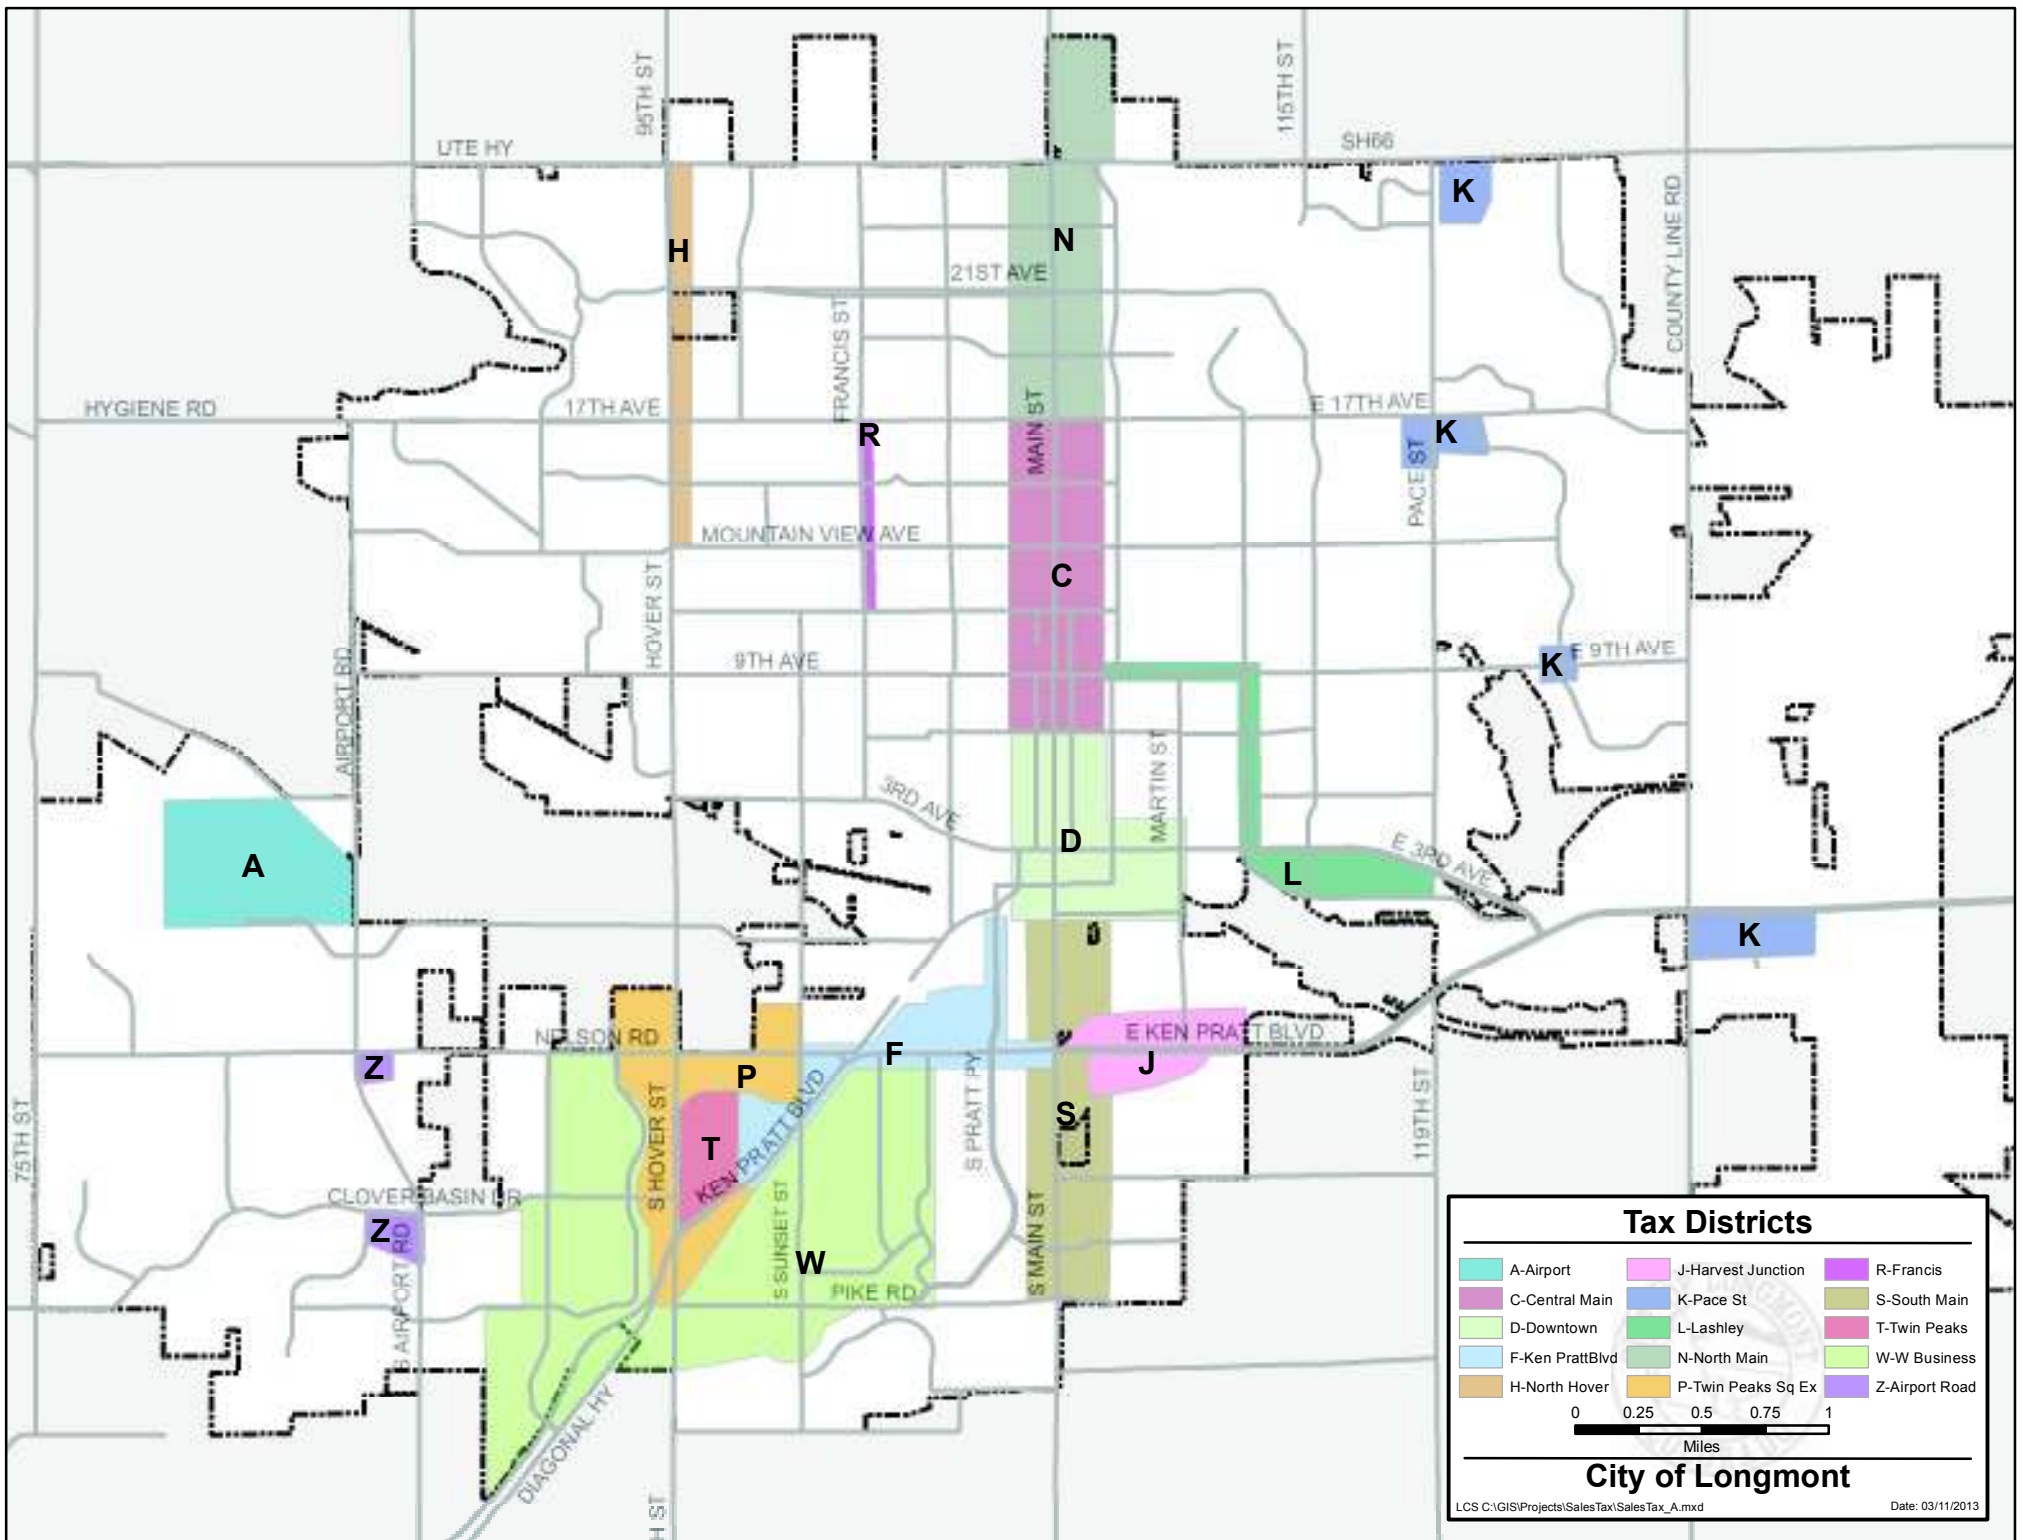 95TH ST
115TH ST
UTE HY
SH66
K
COUNTY LINE RD
N
H
21ST AVE
FRANCIS ST
HYGIENE RD
17TH AVE
MAIN ST
E 17TH AVE
R
K
PACE ST
MOUNTAIN VIEW AVE
C
HOVER ST
9TH AVE
K
E 9TH AVE
AIRPORT RD
MARTIN ST
3RD AVE
D
E 3RD AVE
A
L
K
NELSON RD
E KEN PRATT BLVD
F
J
Z
P
S PRATT PY
S HOVER ST
KEN PRATT BLVD
S
119TH ST
75TH ST
T
CLOVER BASIN DR
S SUNSET ST
S MAIN ST
Z
S AIRPORT RD
W
PIKE RD
DIAGONAL HY
H ST
Tax Districts
A-Airport
J-Harvest Junction
R-Francis
C-Central Main
K-Pace St
S-South Main
D-Downtown
L-Lashley
T-Twin Peaks
F-Ken PrattBlvd
N-North Main
W-W Business
H-North Hover
P-Twin Peaks Sq Ex
Z-Airport Road
0 0.25 0.5 0.75 1
Miles
City of Longmont
LCS C:\GIS\Projects\SalesTax\SalesTax_A.mxd
Date: 03/11/2013